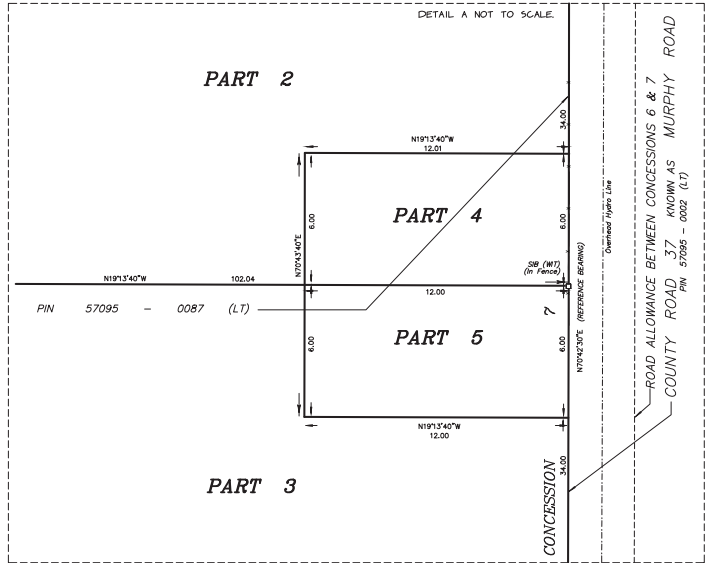 DETAIL A NOT TO SCALE.
PART 2
34.00
N19°13'40"W
12.01
PART 4
6.00
6.00
N70°43'40"E
SIB (WIT)
(In Fence)
N19°13'40"W 102.04
12.00
PIN 57095 - 0087 (LT)
PART 5
6.00
6.00
7
N70°42'30"E (REFERENCE BEARING)
N19°13'40"W
12.00
PART 3
CONCESSION
34.00
Overhead Hydro Line
ROAD ALLOWANCE BETWEEN CONCESSIONS 6 & 7
COUNTY ROAD 37 KNOWN AS MURPHY ROAD
PIN 57095 - 0002 (LT)